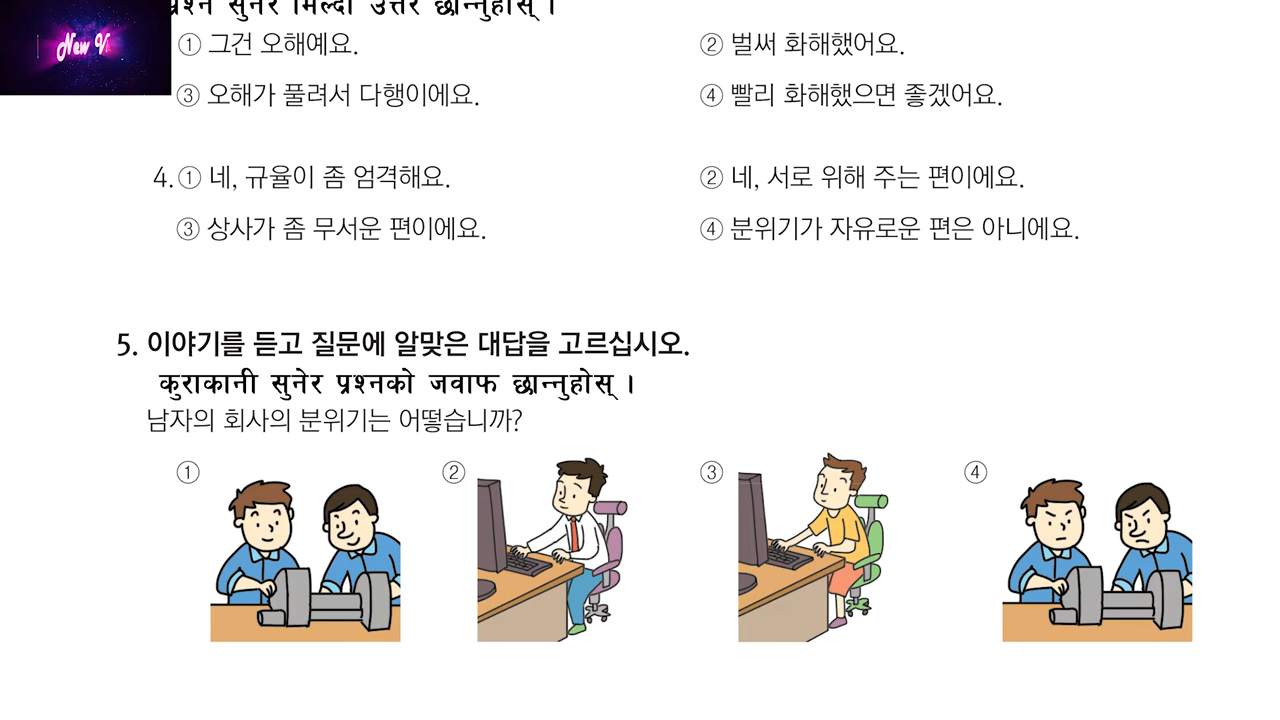 प्रश्न सुनेर मिल्दो उत्तर छान्नुहोस् ।
New Vi
① 그건 오해예요. ② 벌써 화해했어요.
③ 오해가 풀려서 다행이에요. ④ 빨리 화해했으면 좋겠어요.
4. ① 네, 규율이 좀 엄격해요. ② 네, 서로 위해 주는 편이에요.
③ 상사가 좀 무서운 편이에요. ④ 분위기가 자유로운 편은 아니에요.
5. 이야기를 듣고 질문에 알맞은 대답을 고르십시오.
कुराकानी सुनेर प्रश्नको जवाफ छान्नुहोस् ।
남자의 회사의 분위기는 어떻습니까?
① ② ③ ④